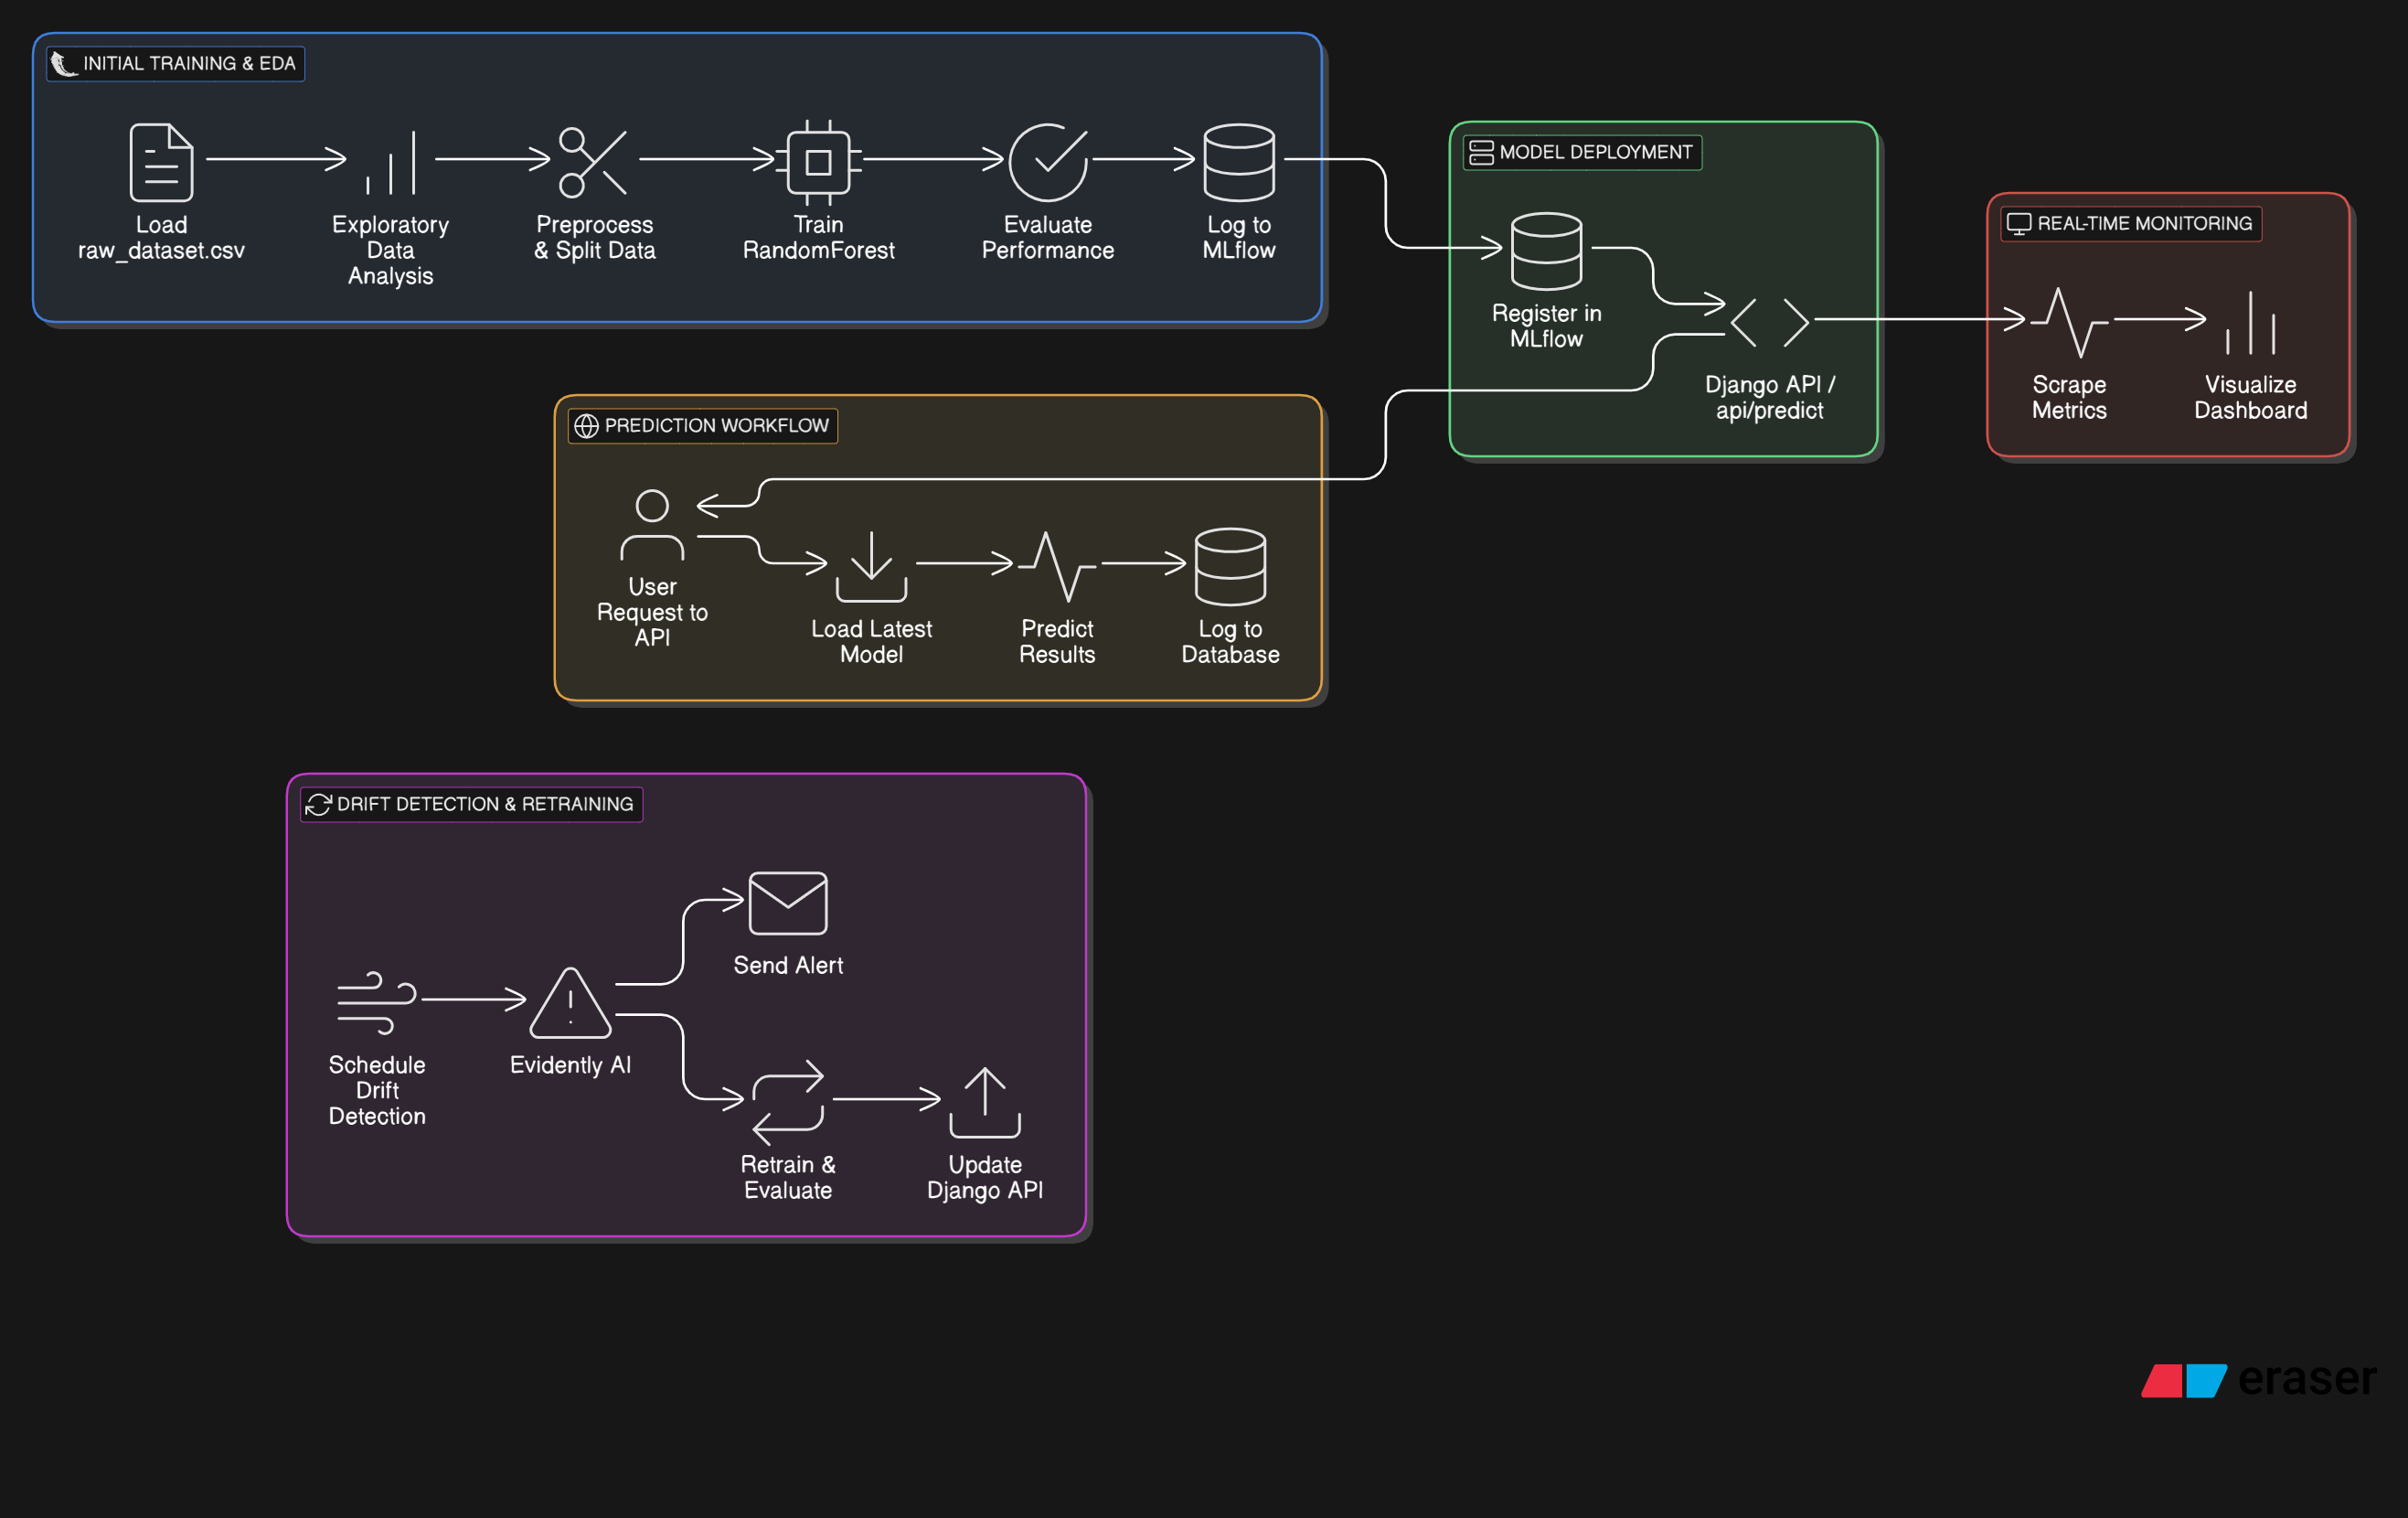 INITIAL TRAINING & EDA
Load
raw_dataset.csv
Exploratory
Data
Analysis
Preprocess
& Split Data
Train
RandomForest
Evaluate
Performance
Log to
MLflow
MODEL DEPLOYMENT
Register in
MLflow
Django API /
api/predict
REAL-TIME MONITORING
Scrape
Metrics
Visualize
Dashboard
PREDICTION WORKFLOW
User
Request to
API
Load Latest
Model
Predict
Results
Log to
Database
DRIFT DETECTION & RETRAINING
Schedule
Drift
Detection
Evidently AI
Send Alert
Retrain &
Evaluate
Update
Django API
eraser